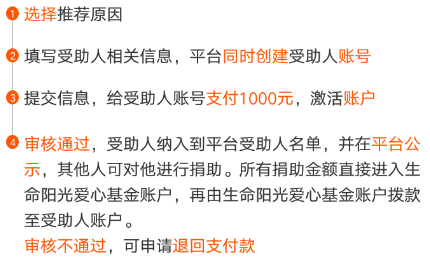 1 选择推荐原因
2 填写受助人相关信息，平台同时创建受助人账号
3 提交信息，给受助人账号支付1000元，激活账户
4 审核通过，受助人纳入到平台受助人名单，并在平台公
示，其他人可对他进行捐助。所有捐助金额直接进入生
命阳光爱心基金账户，再由生命阳光爱心基金账户拨款
至受助人账户。
审核不通过，可申请退回支付款